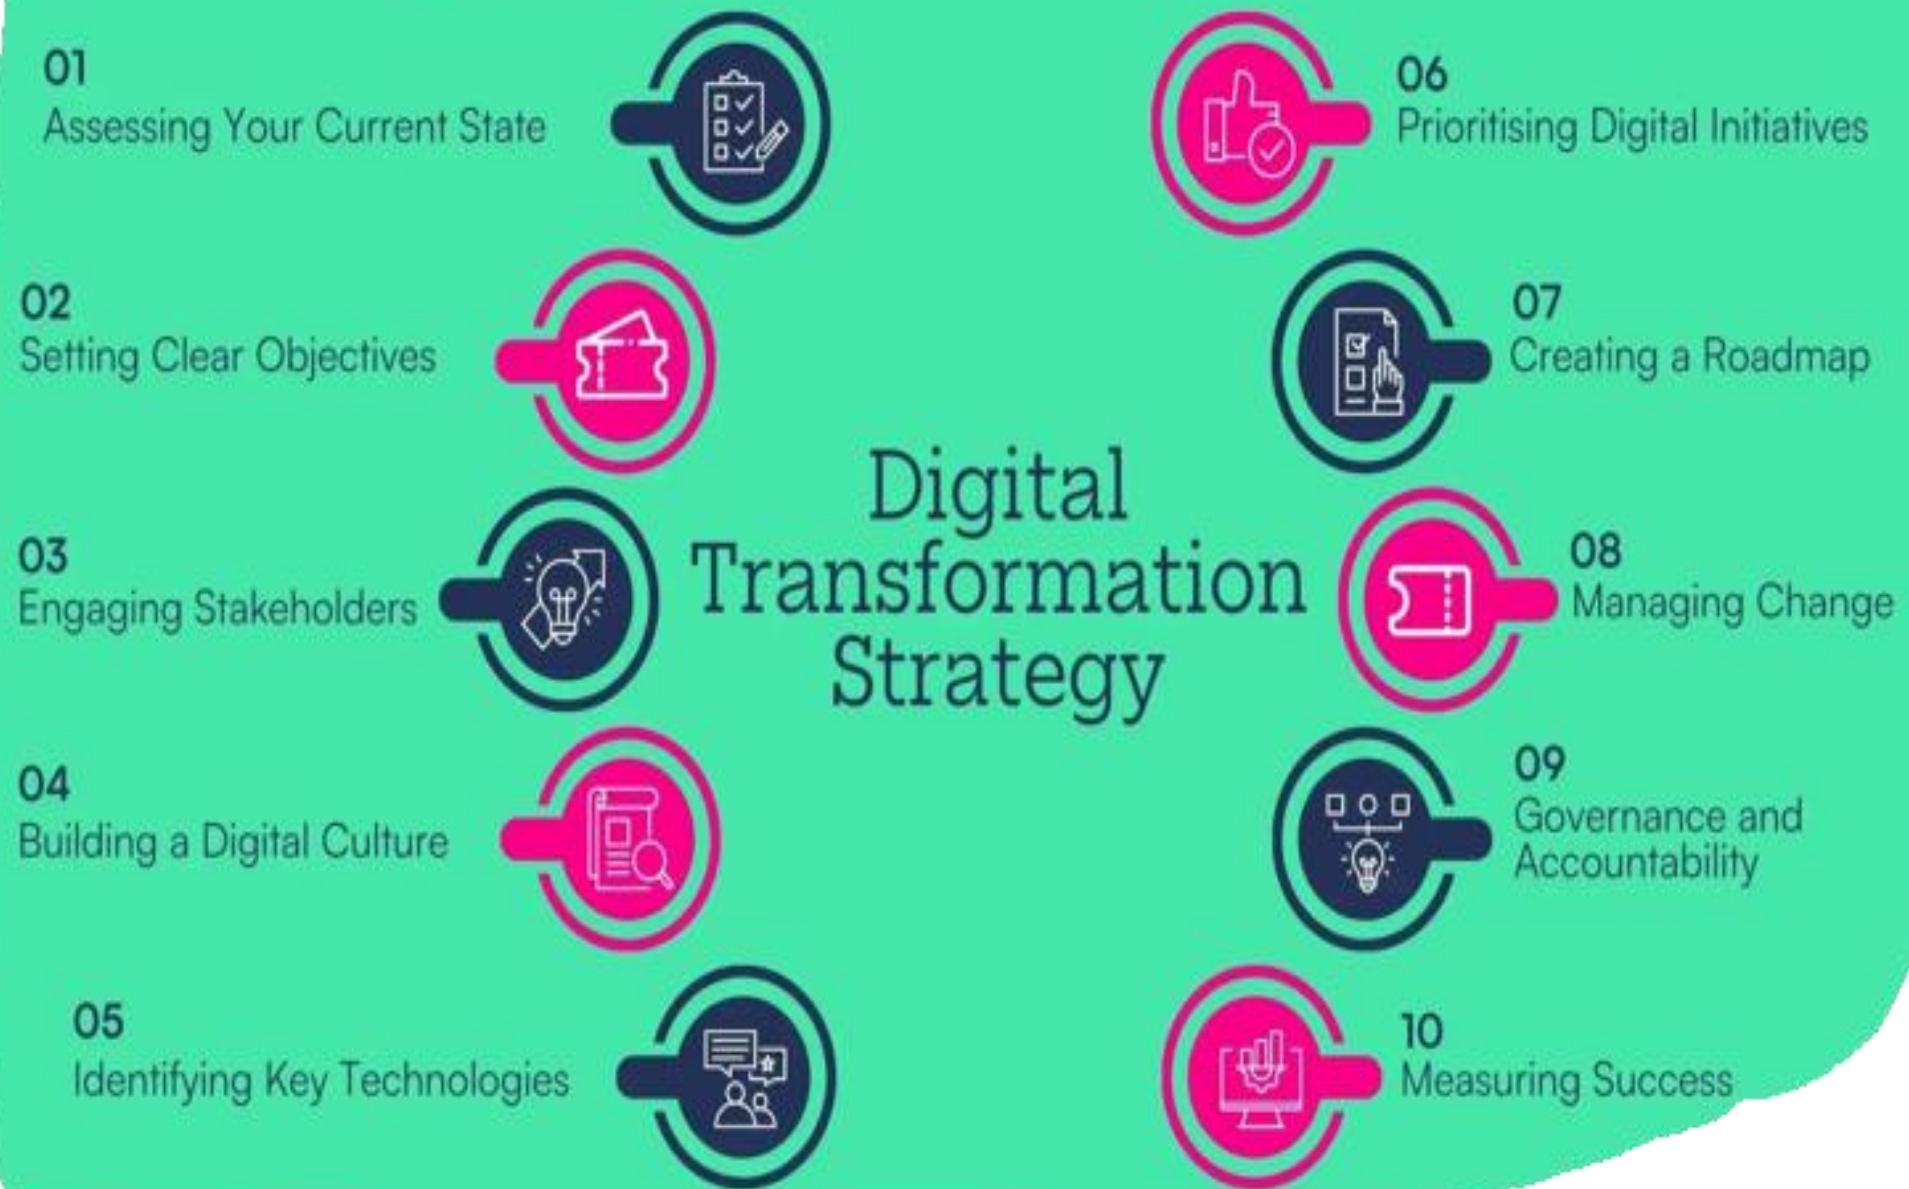 01
Assessing Your Current State
02
Setting Clear Objectives
03
Engaging Stakeholders
04
Building a Digital Culture
05
Identifying Key Technologies
Digital
Transformation
Strategy
06
Prioritising Digital Initiatives
07
Creating a Roadmap
08
Managing Change
09
Governance and
Accountability
10
Measuring Success